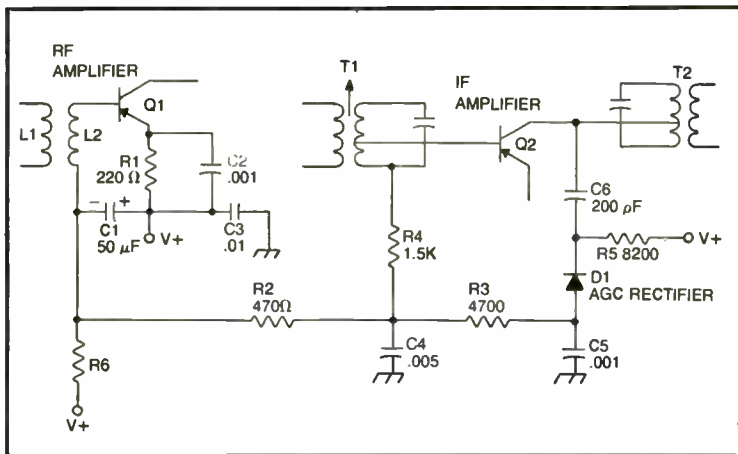 RF
AMPLIFIER
Q1
L1
L2
R1
220 Ω
C2
.001
C1
50 µF
V+
C3
.01
T1
IF
AMPLIFIER
Q2
T2
C6
200 pF
R5 8200
V+
R4
1.5K
D1
AGC RECTIFIER
R2
470Ω
R3
4700
C4
.005
C5
.001
R6
V+